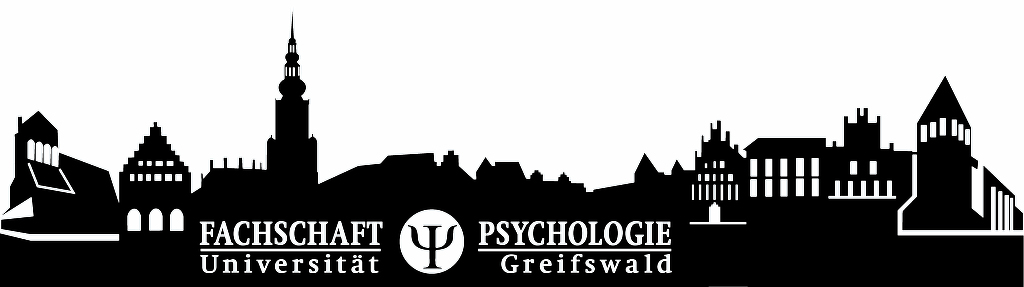 FACHSCHAFT Ψ PSYCHOLOGIE
Universität Greifswald